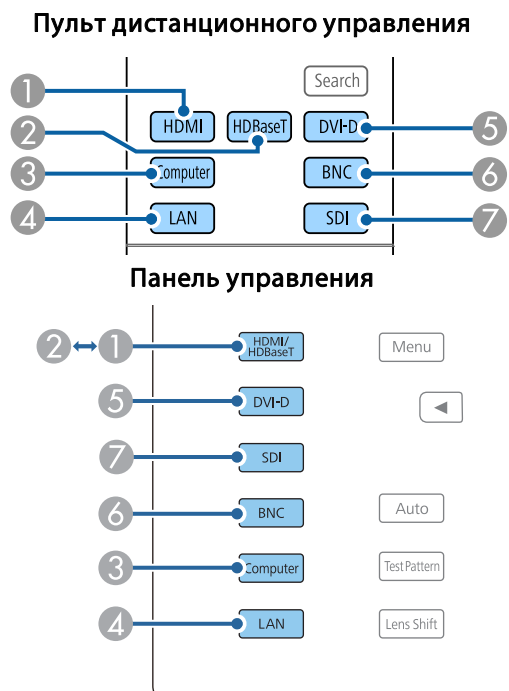 Пульт дистанционного управления
Search
1
HDMI HDBaseT DVI-D 5
2
3 Computer BNC 6
4 LAN SDI 7
Панель управления
2 1 HDMI/
HDBaseT Menu
5 DVI-D
7 SDI
6 BNC Auto
3 Computer Test Pattern
4 LAN Lens Shift